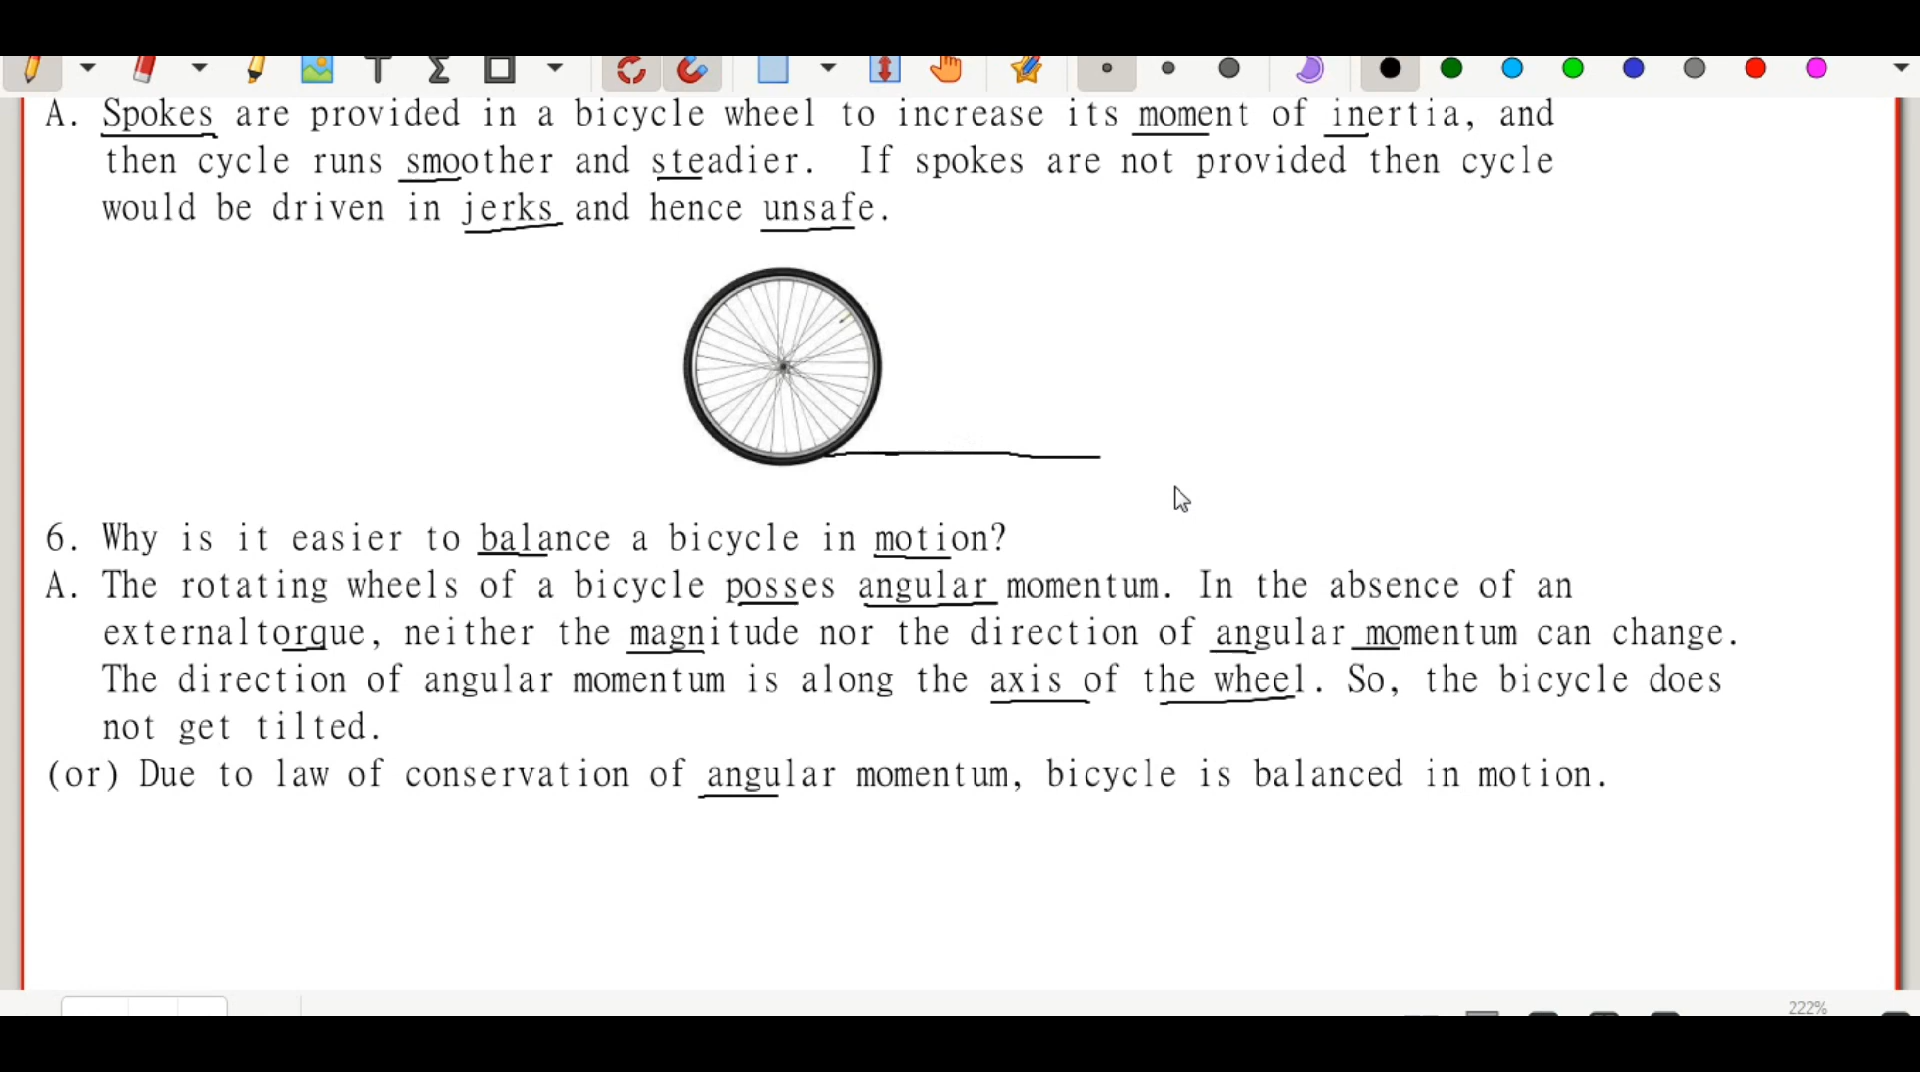 A. Spokes are provided in a bicycle wheel to increase its moment of inertia, and
then cycle runs smoother and steadier. If spokes are not provided then cycle
would be driven in jerks and hence unsafe.
6. Why is it easier to balance a bicycle in motion?
A. The rotating wheels of a bicycle posses angular momentum. In the absence of an
externaltorque, neither the magnitude nor the direction of angular momentum can change.
The direction of angular momentum is along the axis of the wheel. So, the bicycle does
not get tilted.
(or) Due to law of conservation of angular momentum, bicycle is balanced in motion.
222%